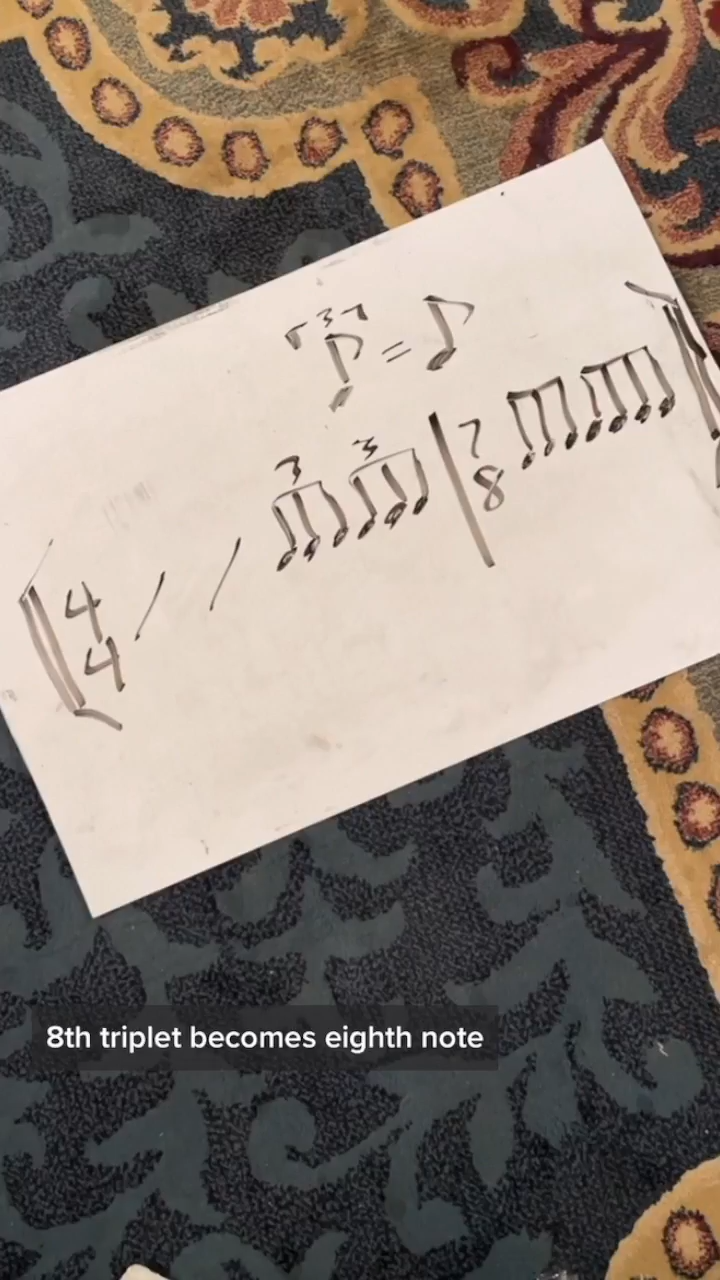 3
♪ = ♪
4/4 / / 3 3 7/8
8th triplet becomes eighth note